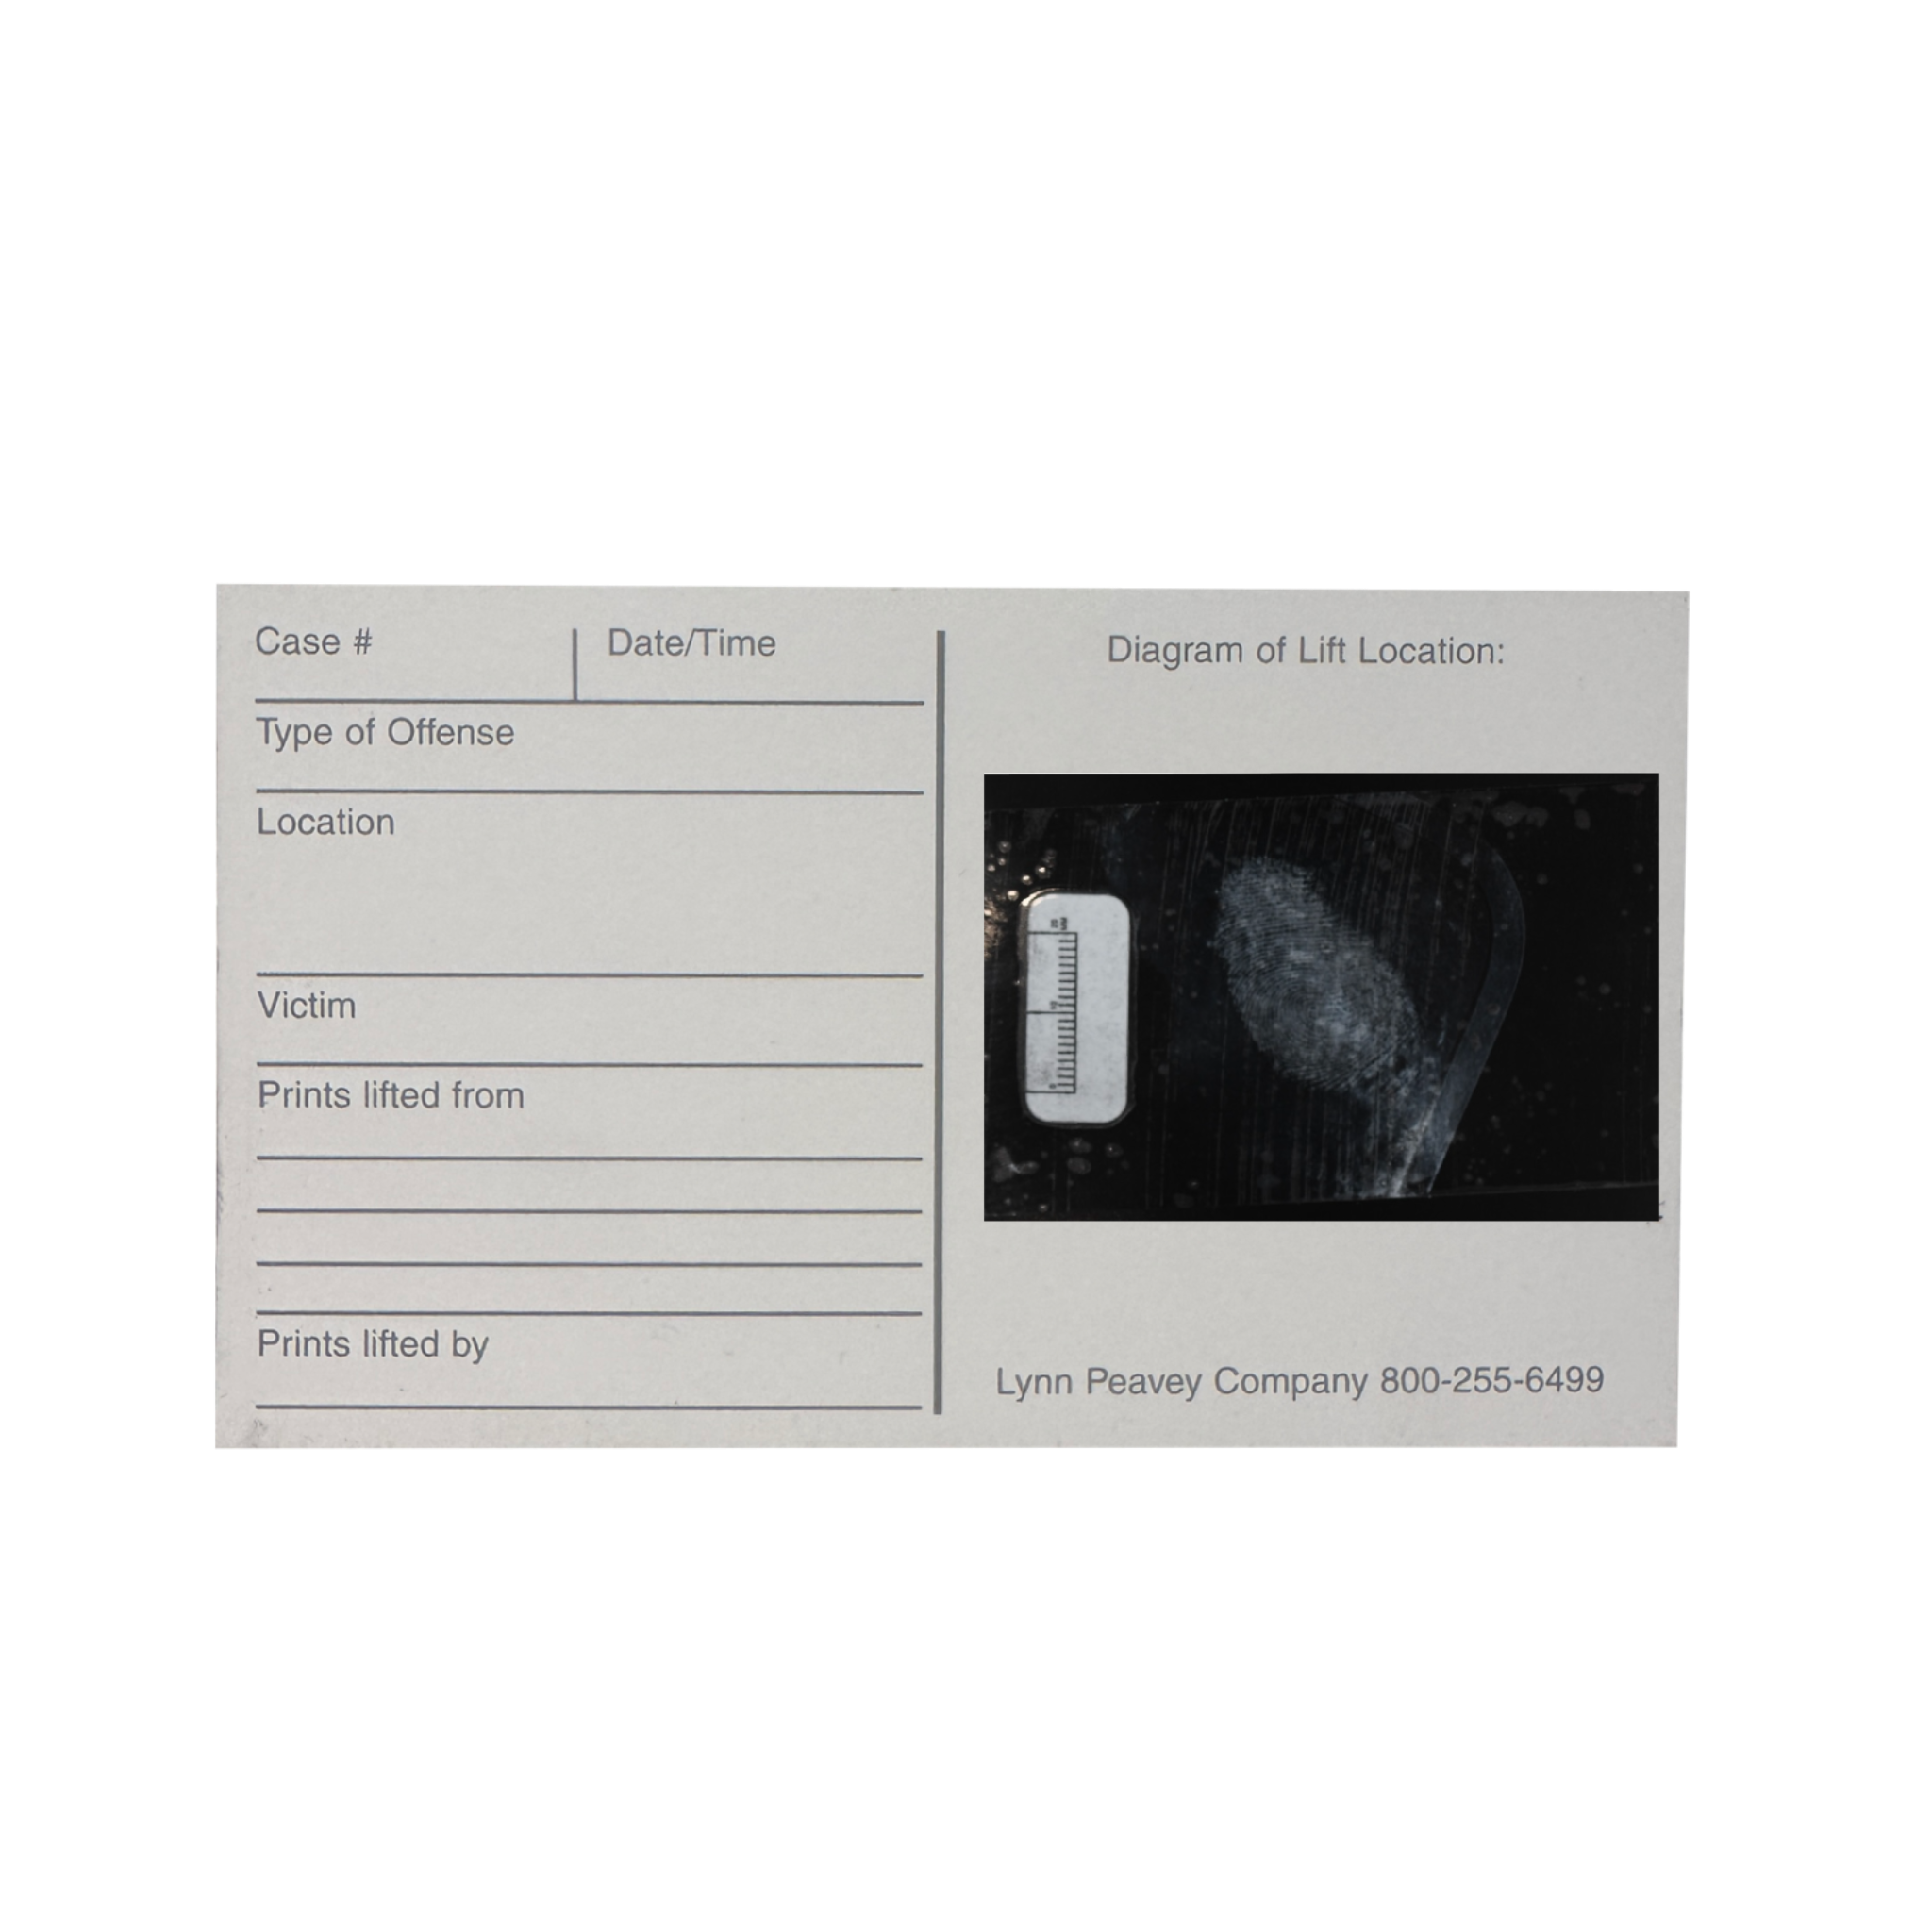 Case #
Date/Time
Type of Offense
Location
Victim
Prints lifted from
Prints lifted by
Diagram of Lift Location:
Lynn Peavey Company 800-255-6499